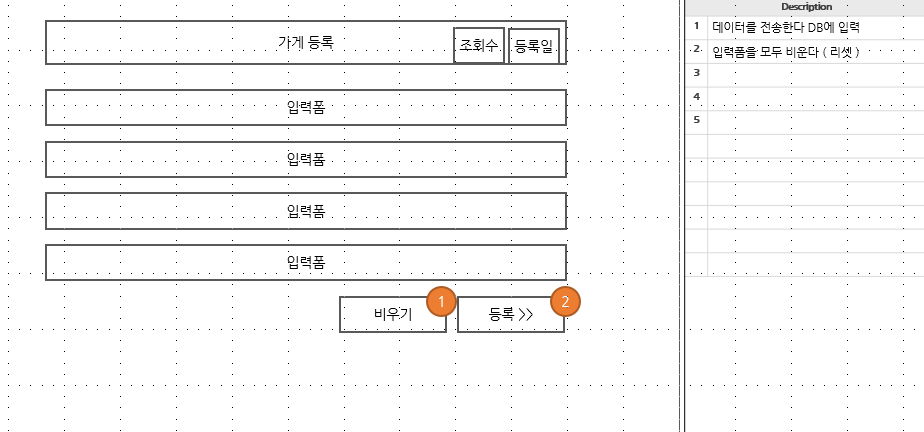 가게 등록
조회수
등록일
입력폼
입력폼
입력폼
입력폼
비우기
1
등록 >>
2
Description
1 데이터를 전송한다 DB에 입력
2. 입력폼을 모두 비운다 ( 리셋 )
3
4
5